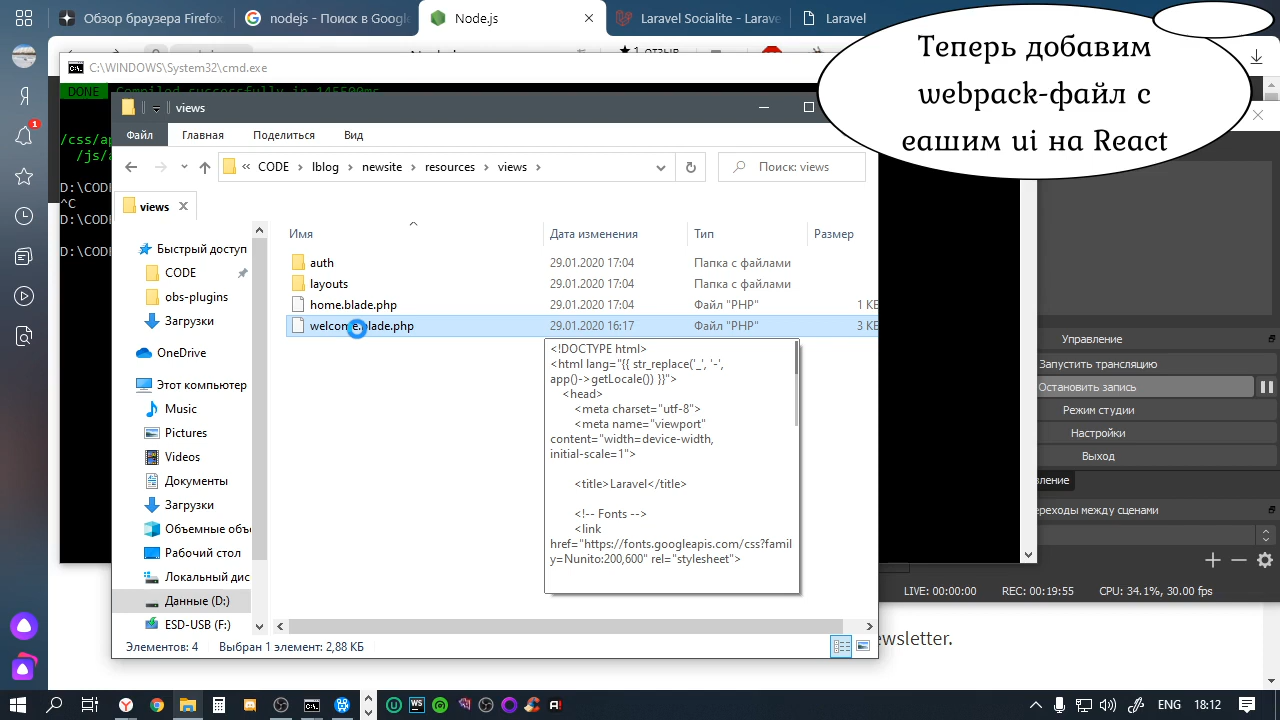 Обзор браузера Firefox,
nodejs - Поиск в Google
Node.js
Laravel Socialite - Larave
Laravel
Теперь добавим
webpack-файл с
еашим ui на React
C:\WINDOWS\System32\cmd.exe
DONE Compiled successfully in 145500ms
/css/ap
/js/a
D:\CODE
^C
D:\CODE
D:\CODE
views
Файл
Главная
Поделиться
Вид
« CODE > lblog > newsite > resources > views >
Поиск: views
views
Имя
Дата изменения
Тип
Размер
auth
29.01.2020 17:04
Папка с файлами
layouts
29.01.2020 17:04
Папка с файлами
home.blade.php
29.01.2020 17:04
Файл "PHP"
1 КБ
welcome.blade.php
29.01.2020 16:17
Файл "PHP"
3 КБ
Быстрый доступ
CODE
obs-plugins
Загрузки
OneDrive
Этот компьютер
Music
Pictures
Videos
Документы
Загрузки
Объемные объе
Рабочий стол
Локальный дис
Данные (D:)
ESD-USB (F:)
<!DOCTYPE html>
<html lang="{{ str_replace('_', '-',
app()->getLocale()) }}">
<head>
<meta charset="utf-8">
<meta name="viewport"
content="width=device-width,
initial-scale=1">
<title>Laravel</title>
<!-- Fonts -->
<link
href="https://fonts.googleapis.com/css?famil
y=Nunito:200,600" rel="stylesheet">
Элементов: 4
Выбран 1 элемент: 2,88 КБ
Управление
Запустить трансляцию
Остановить запись
Режим студии
Настройки
Выход
вление
ереходы между сценами
LIVE: 00:00:00
REC: 00:19:55
CPU: 34.1%, 30.00 fps
ewsletter.
ENG
18:12